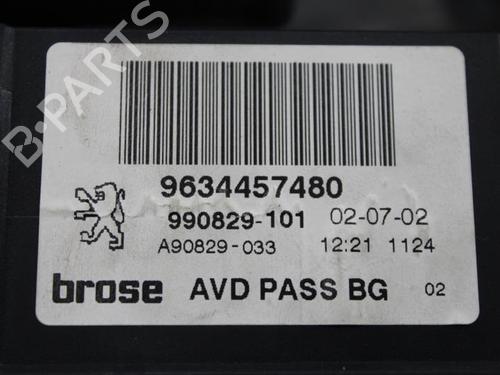 B-PARTS
9634457480
990829-101 02-07-02
A90829-033 12:21 1124
brose AVD PASS BG 02